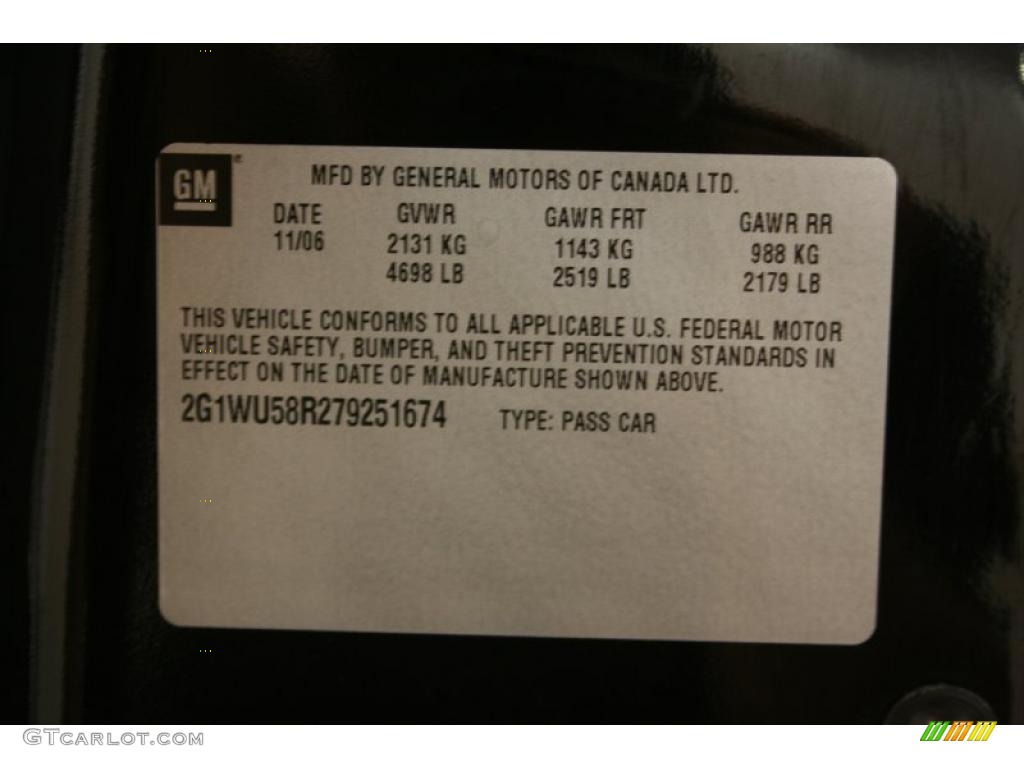 GM
MFD BY GENERAL MOTORS OF CANADA LTD.
DATE GVWR GAWR FRT GAWR RR
11/06 2131 KG 1143 KG 988 KG
4698 LB 2519 LB 2179 LB
THIS VEHICLE CONFORMS TO ALL APPLICABLE U.S. FEDERAL MOTOR
VEHICLE SAFETY, BUMPER, AND THEFT PREVENTION STANDARDS IN
EFFECT ON THE DATE OF MANUFACTURE SHOWN ABOVE.
2G1WU58R279251674 TYPE: PASS CAR
GTCARLOT.COM